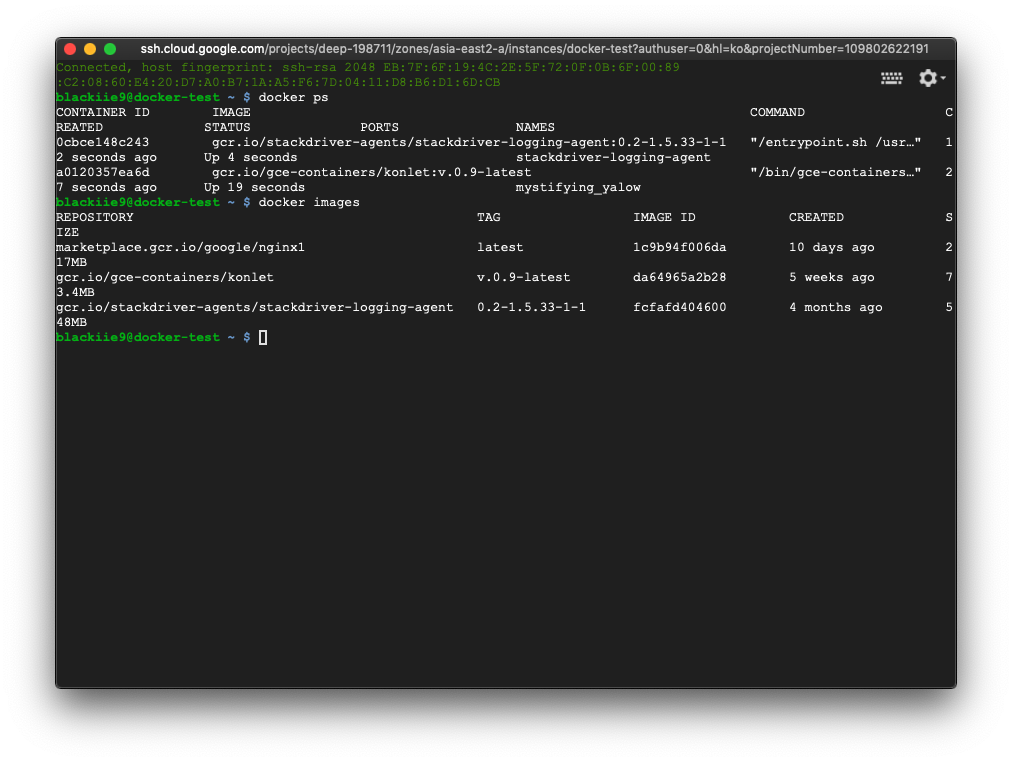 ssh.cloud.google.com/projects/deep-198711/zones/asia-east2-a/instances/docker-test?authuser=0&hl=ko&projectNumber=109802622191
Connected, host fingerprint: ssh-rsa 2048 EB:7F:6F:19:4C:2E:5F:72:0F:0B:6F:00:89
:C2:08:60:E4:20:D7:A0:B7:1A:A5:F6:7D:04:11:D8:B6:D1:6D:CB
blackiie9@docker-test ~ $ docker ps
CONTAINER ID        IMAGE                                                                COMMAND                  C
REATED             STATUS              PORTS               NAMES
0cbce148c243        gcr.io/stackdriver-agents/stackdriver-logging-agent:0.2-1.5.33-1-1   "/entrypoint.sh /usr…"   1
2 seconds ago      Up 4 seconds                            stackdriver-logging-agent
a0120357ea6d        gcr.io/gce-containers/konlet:v.0.9-latest                            "/bin/gce-containers…"   2
7 seconds ago      Up 19 seconds                           mystifying_yalow
blackiie9@docker-test ~ $ docker images
REPOSITORY                                            TAG                 IMAGE ID            CREATED             S
IZE
marketplace.gcr.io/google/nginx1                      latest              1c9b94f006da        10 days ago         2
17MB
gcr.io/gce-containers/konlet                          v.0.9-latest        da64965a2b28        5 weeks ago         7
3.4MB
gcr.io/stackdriver-agents/stackdriver-logging-agent   0.2-1.5.33-1-1      fcfafd404600        4 months ago        5
48MB
blackiie9@docker-test ~ $